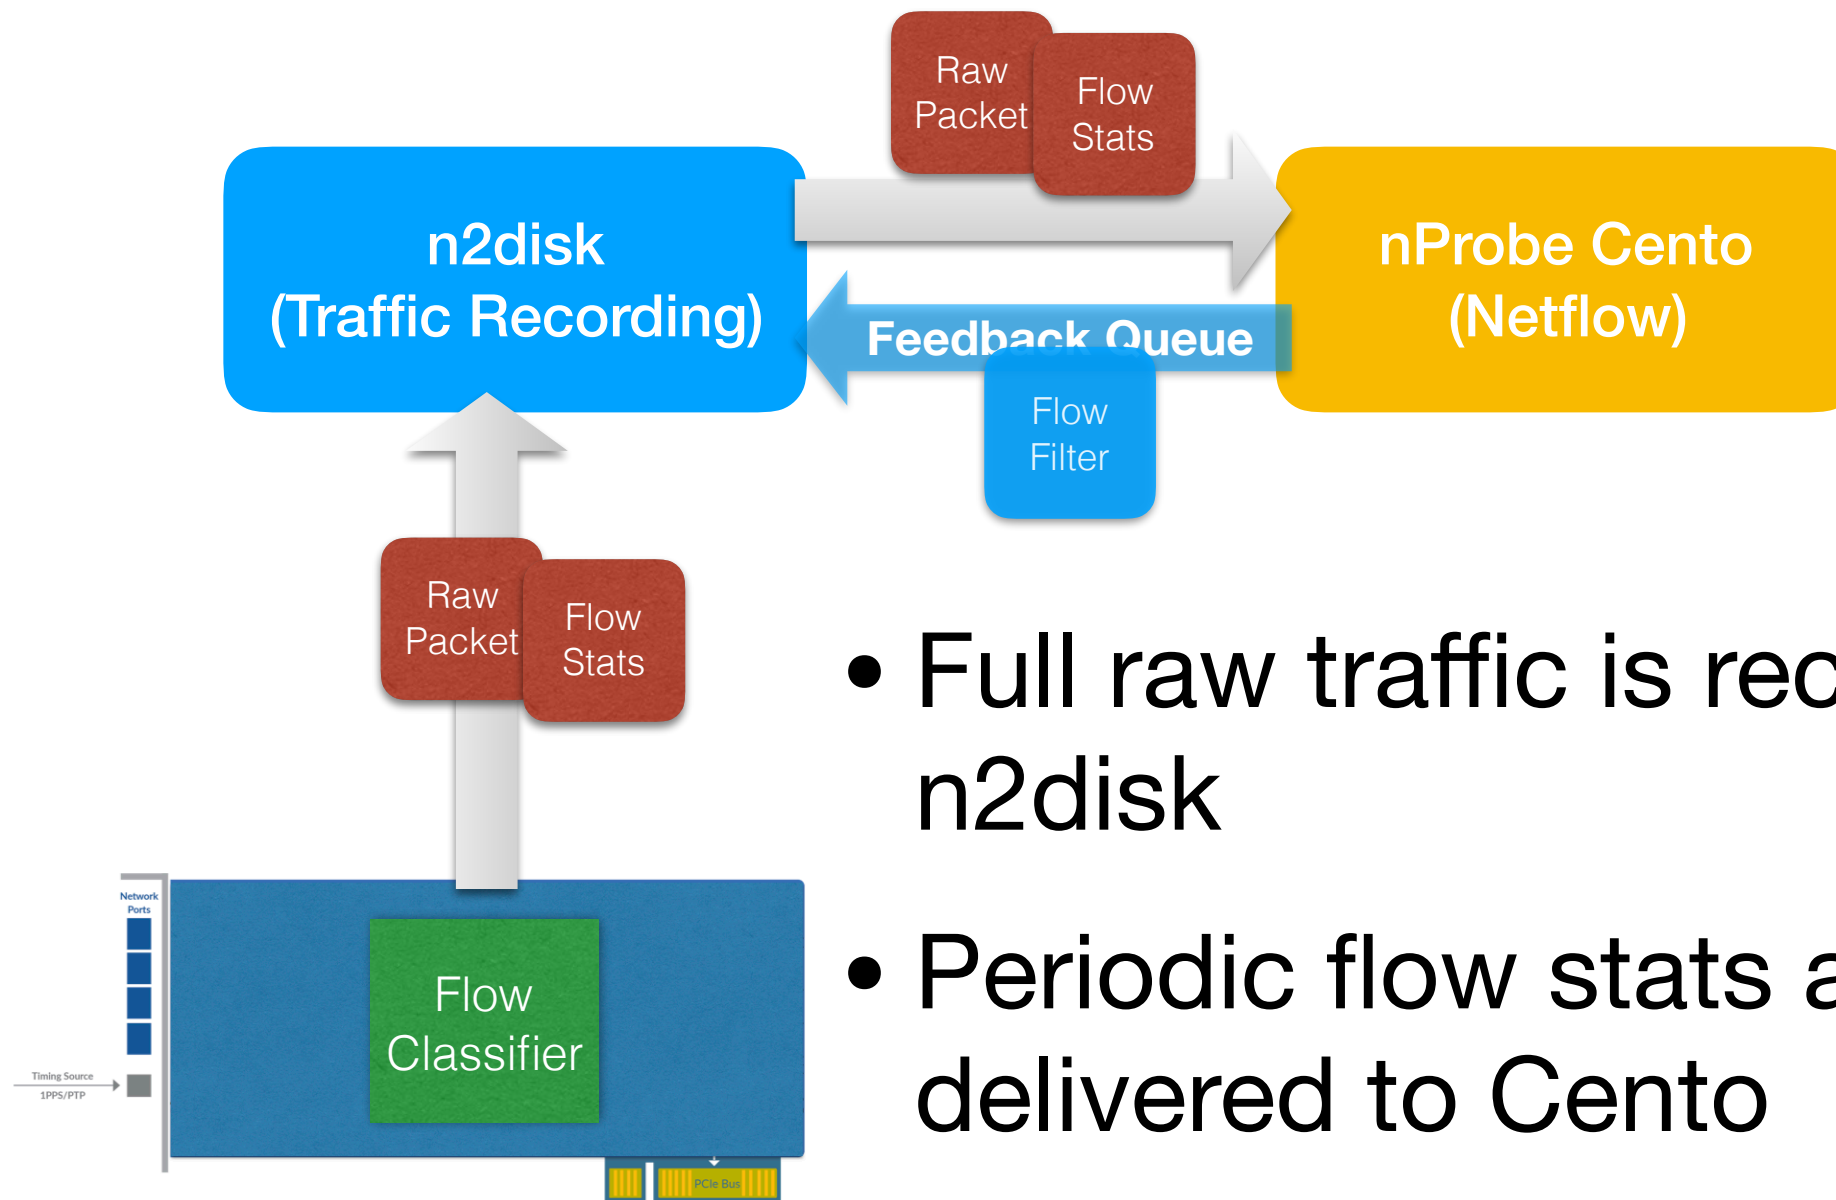 Raw
Packet
Flow
Stats
n2disk
(Traffic Recording)
nProbe Cento
(Netflow)
Feedback Queue
Flow
Filter
Raw
Packet
Flow
Stats
• Full raw traffic is rec
n2disk
• Periodic flow stats a
delivered to Cento
Network
Ports
Flow
Classifier
Timing Source
1PPS/PTP
PCIe Bus